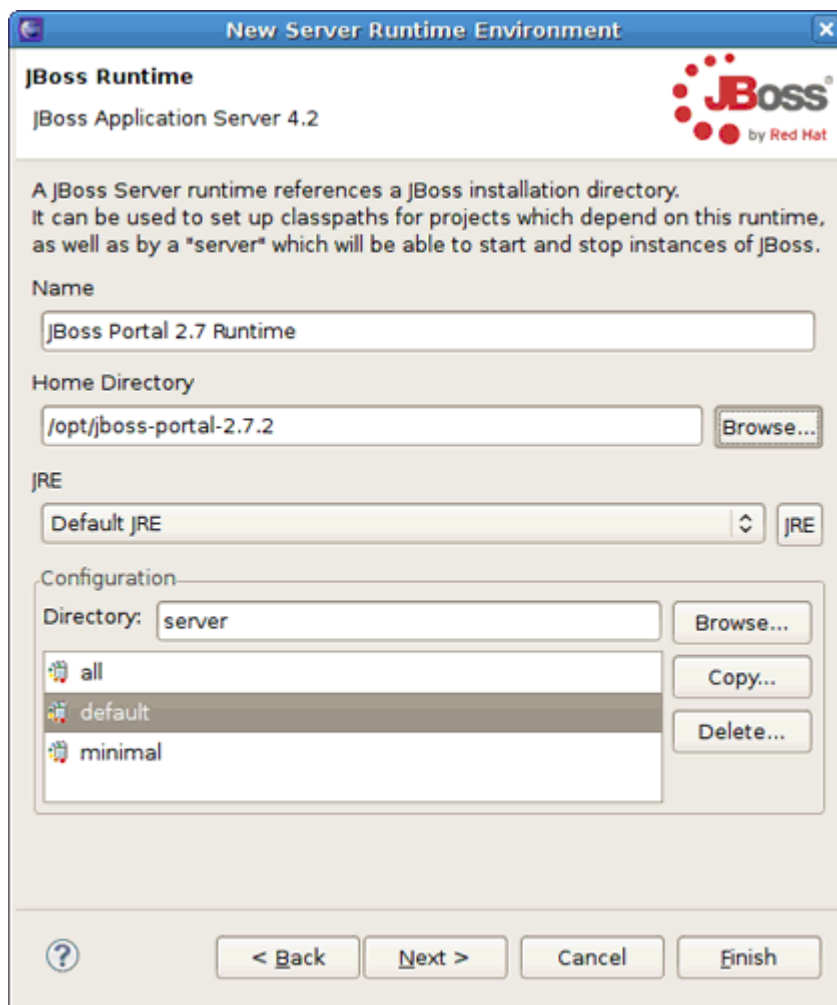 New Server Runtime Environment
JBoss Runtime
JBoss Application Server 4.2
JBoss®
by Red Hat
A JBoss Server runtime references a JBoss installation directory.
It can be used to set up classpaths for projects which depend on this runtime,
as well as by a "server" which will be able to start and stop instances of JBoss.
Name
JBoss Portal 2.7 Runtime
Home Directory
/opt/jboss-portal-2.7.2 Browse...
JRE
Default JRE JRE
Configuration
Directory: server Browse...
all Copy...
default
Delete...
minimal
? < Back Next > Cancel Finish